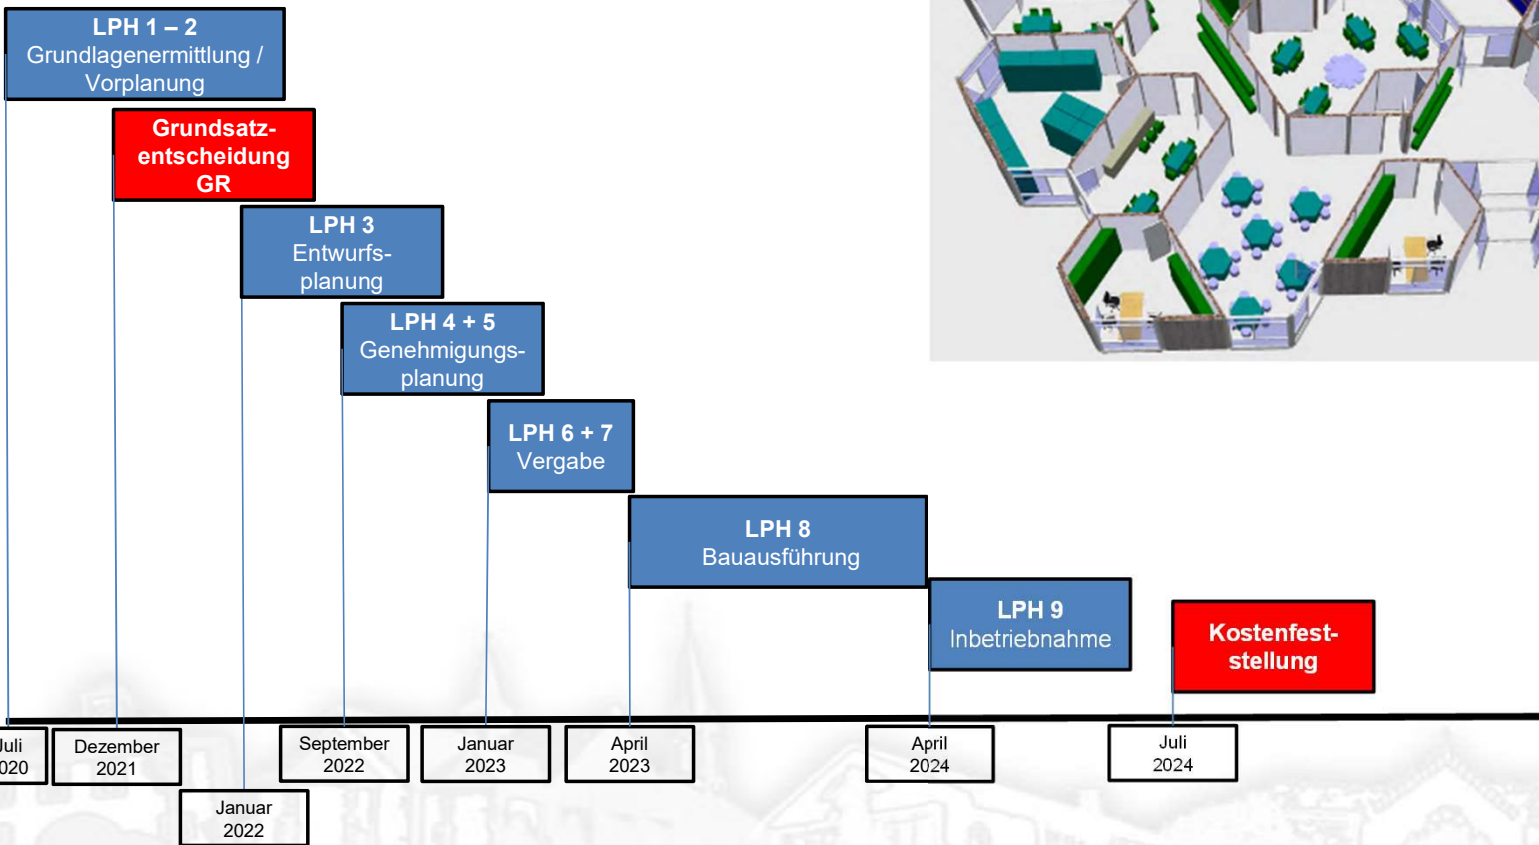 LPH 1 – 2
Grundlagenermittlung /
Vorplanung
Grundsatz-
entscheidung
GR
LPH 3
Entwurfs-
planung
LPH 4 + 5
Genehmigungs-
planung
LPH 6 + 7
Vergabe
LPH 8
Bauausführung
LPH 9
Inbetriebnahme
Kostenfest-
stellung
Juli
2020
Dezember
2021
Januar
2022
September
2022
Januar
2023
April
2023
April
2024
Juli
2024